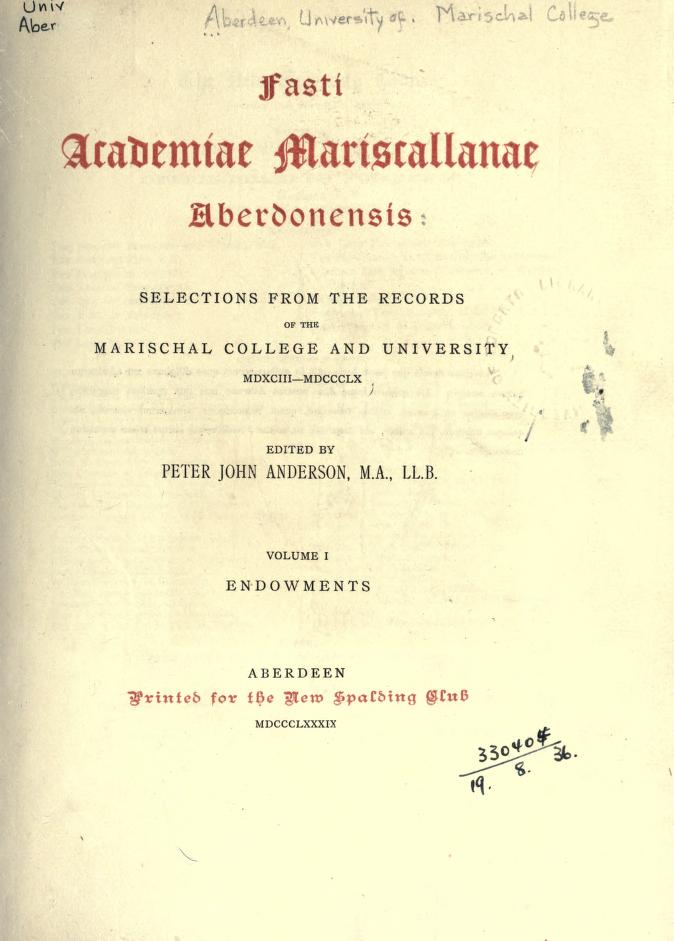 Univ
Aber
Aberdeen, University of. Marischal College
Fasti
Academiae Mariscallanae
Aberdonensis:
SELECTIONS FROM THE RECORDS
OF THE
MARISCHAL COLLEGE AND UNIVERSITY
MDXCIII—MDCCCLX
EDITED BY
PETER JOHN ANDERSON, M.A., LL.B.
VOLUME I
ENDOWMENTS
ABERDEEN
Printed for the New Spalding Club
MDCCCLXXXIX
330404
19. 8. 36.